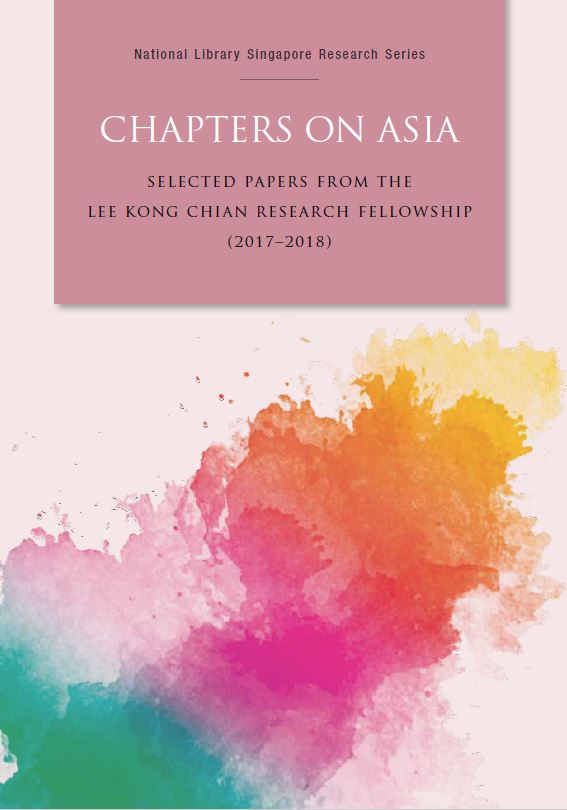 National Library Singapore Research Series
CHAPTERS ON ASIA
SELECTED PAPERS FROM THE
LEE KONG CHIAN RESEARCH FELLOWSHIP
(2017–2018)